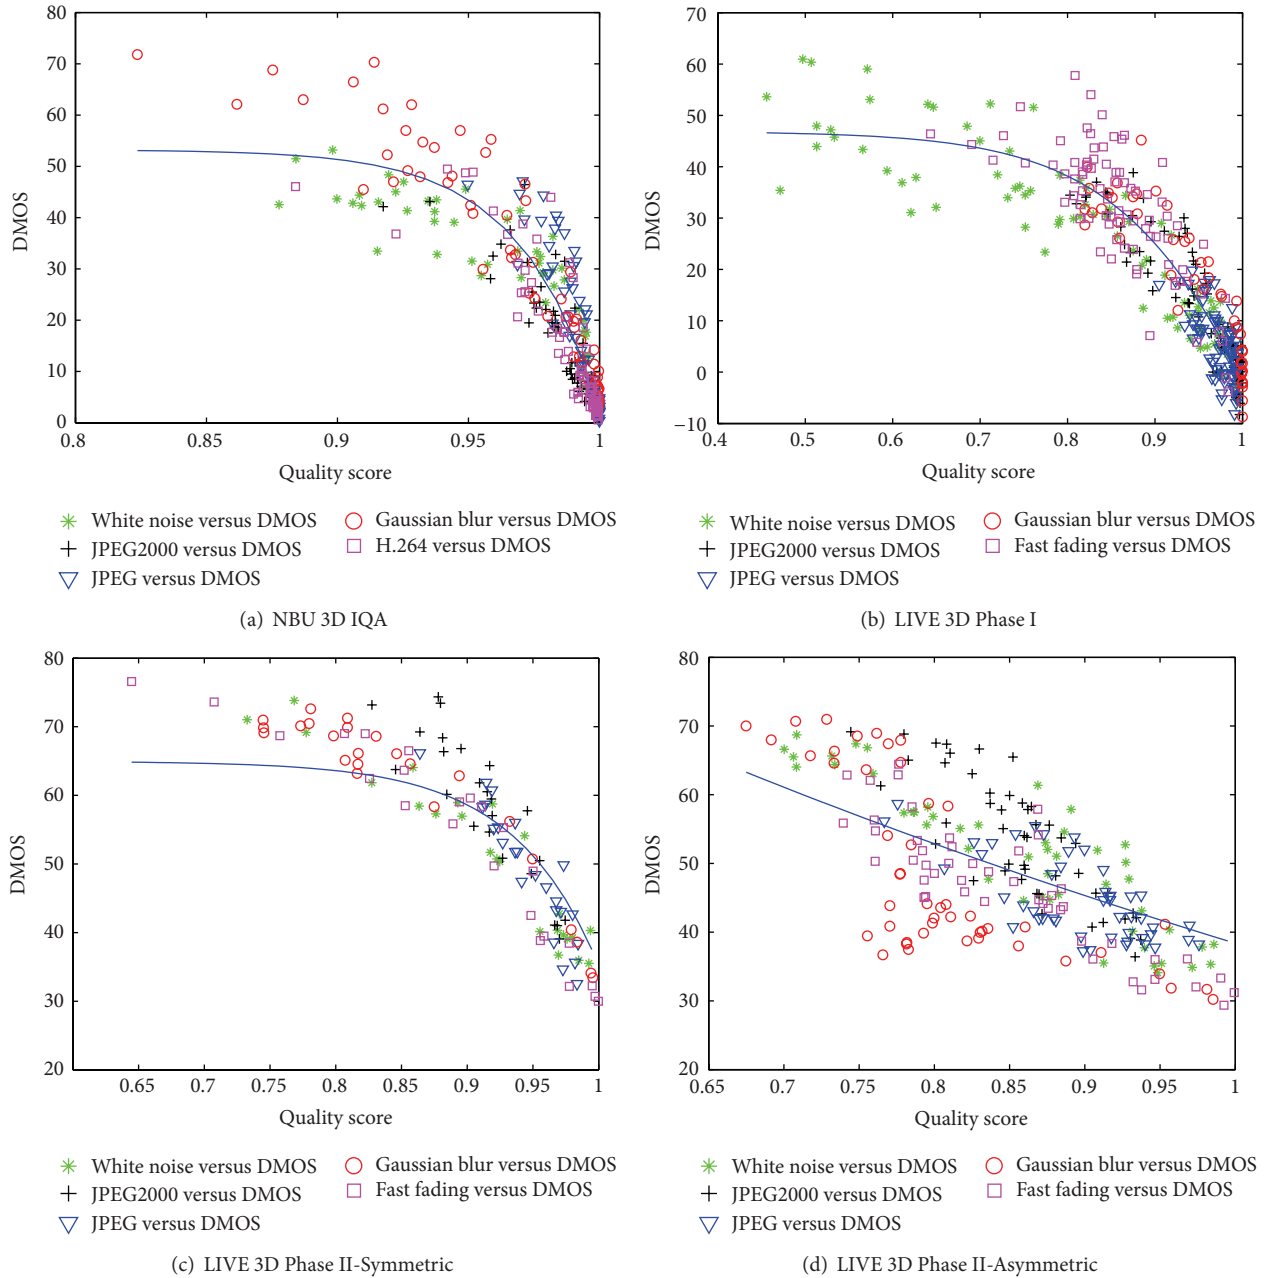 80
70
60
50
40
30
20
10
0
0.8
0.85
0.9
0.95
1
DMOS
Quality score
White noise versus DMOS
JPEG2000 versus DMOS
JPEG versus DMOS
Gaussian blur versus DMOS
H.264 versus DMOS
(a) NBU 3D IQA
70
60
50
40
30
20
10
0
−10
0.4
0.5
0.6
0.7
0.8
0.9
1
DMOS
Quality score
White noise versus DMOS
JPEG2000 versus DMOS
JPEG versus DMOS
Gaussian blur versus DMOS
Fast fading versus DMOS
(b) LIVE 3D Phase I
80
70
60
50
40
30
20
0.65
0.7
0.75
0.8
0.85
0.9
0.95
1
DMOS
Quality score
White noise versus DMOS
JPEG2000 versus DMOS
JPEG versus DMOS
Gaussian blur versus DMOS
Fast fading versus DMOS
(c) LIVE 3D Phase II-Symmetric
80
70
60
50
40
30
20
0.65
0.7
0.75
0.8
0.85
0.9
0.95
1
DMOS
Quality score
White noise versus DMOS
JPEG2000 versus DMOS
JPEG versus DMOS
Gaussian blur versus DMOS
Fast fading versus DMOS
(d) LIVE 3D Phase II-Asymmetric